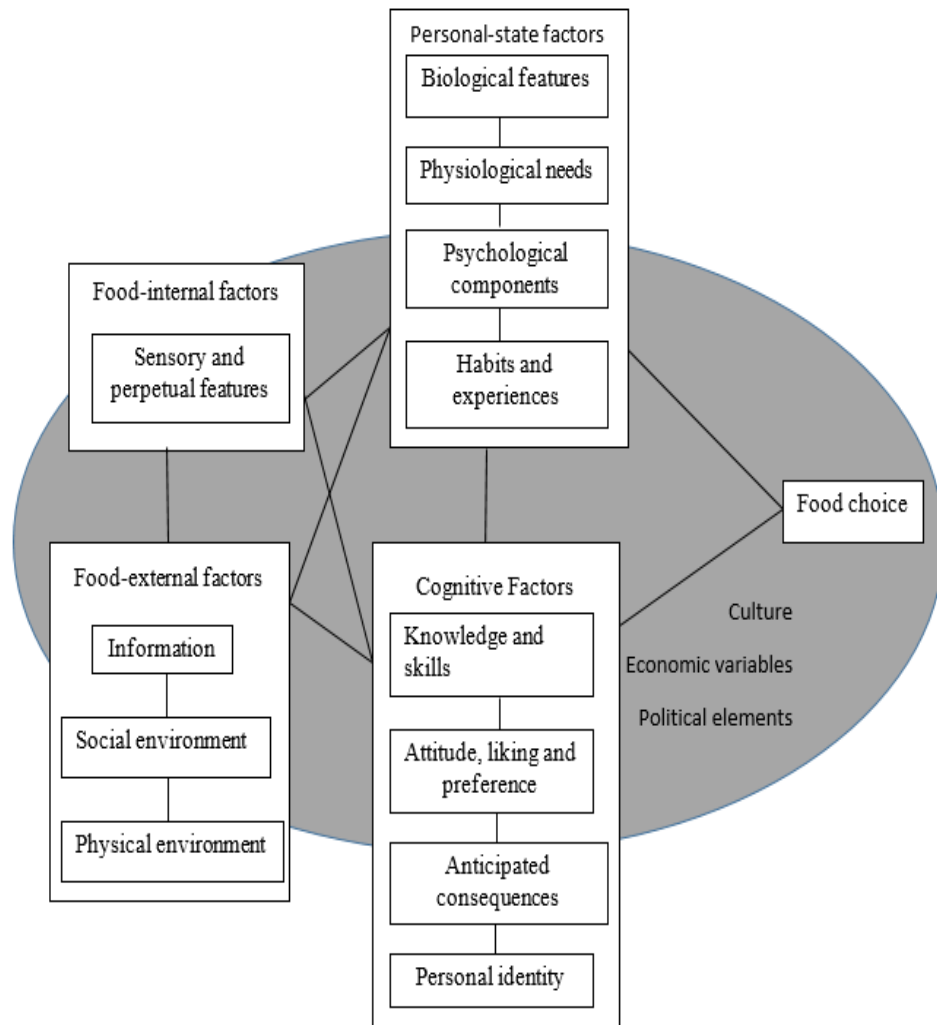 Personal-state factors
Biological features
Physiological needs
Psychological
components
Habits and
experiences
Food-internal factors
Sensory and
perpetual features
Food-external factors
Information
Social environment
Physical environment
Cognitive Factors
Knowledge and
skills
Attitude, liking and
preference
Anticipated
consequences
Personal identity
Food choice
Culture
Economic variables
Political elements